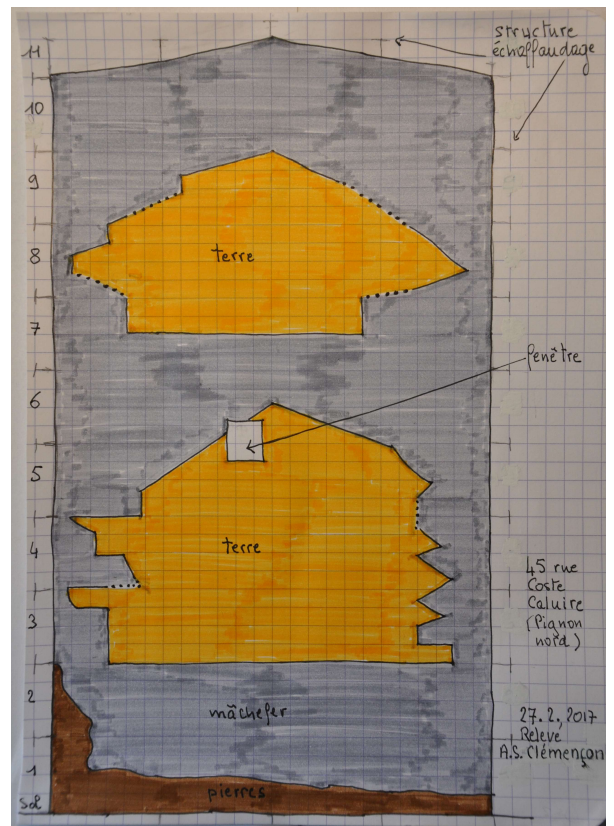 structure
échaffaudage
11
10
9
8
7
6
5
4
3
2
1
Sol
terre
fenêtre
terre
45 rue
Coste
Caluire
(Pignon
nord)
mâchefer
27.2.2017
Relevé
A.S. Clémençon
pierres